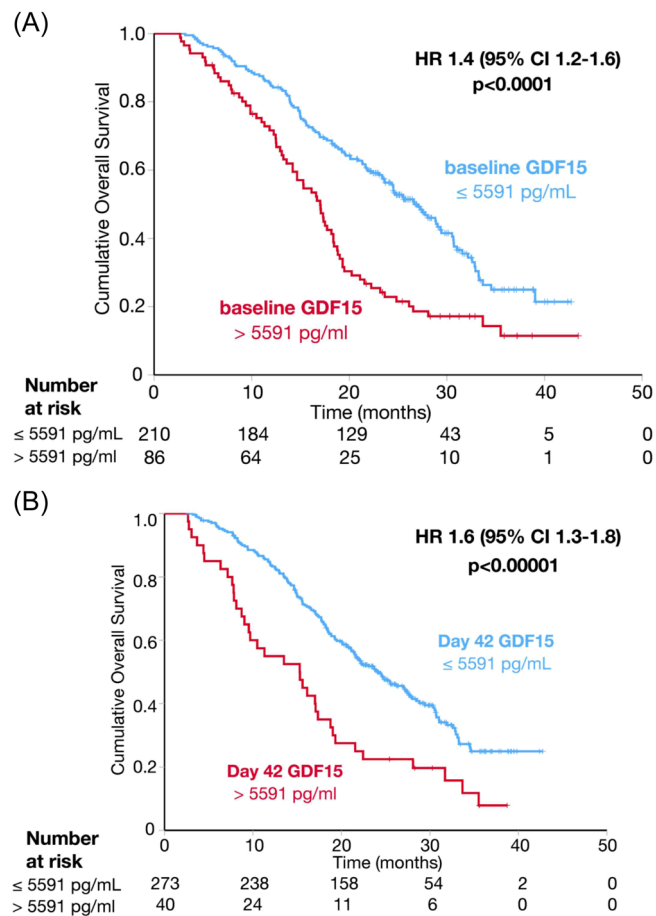 (A)
1.0
0.8
0.6
0.4
0.2
0
Cumulative Overall Survival
HR 1.4 (95% CI 1.2-1.6)
p<0.0001
baseline GDF15
≤ 5591 pg/mL
baseline GDF15
> 5591 pg/ml
0 10 20 30 40 50
Time (months)
Number
at risk
≤ 5591 pg/mL 210 184 129 43 5 0
> 5591 pg/ml 86 64 25 10 1 0
(B)
1.0
0.8
0.6
0.4
0.2
0
Cumulative Overall Survival
HR 1.6 (95% CI 1.3-1.8)
p<0.00001
Day 42 GDF15
≤ 5591 pg/mL
Day 42 GDF15
> 5591 pg/ml
0 10 20 30 40 50
Time (months)
Number
at risk
≤ 5591 pg/mL 273 238 158 54 2 0
> 5591 pg/ml 40 24 11 6 0 0